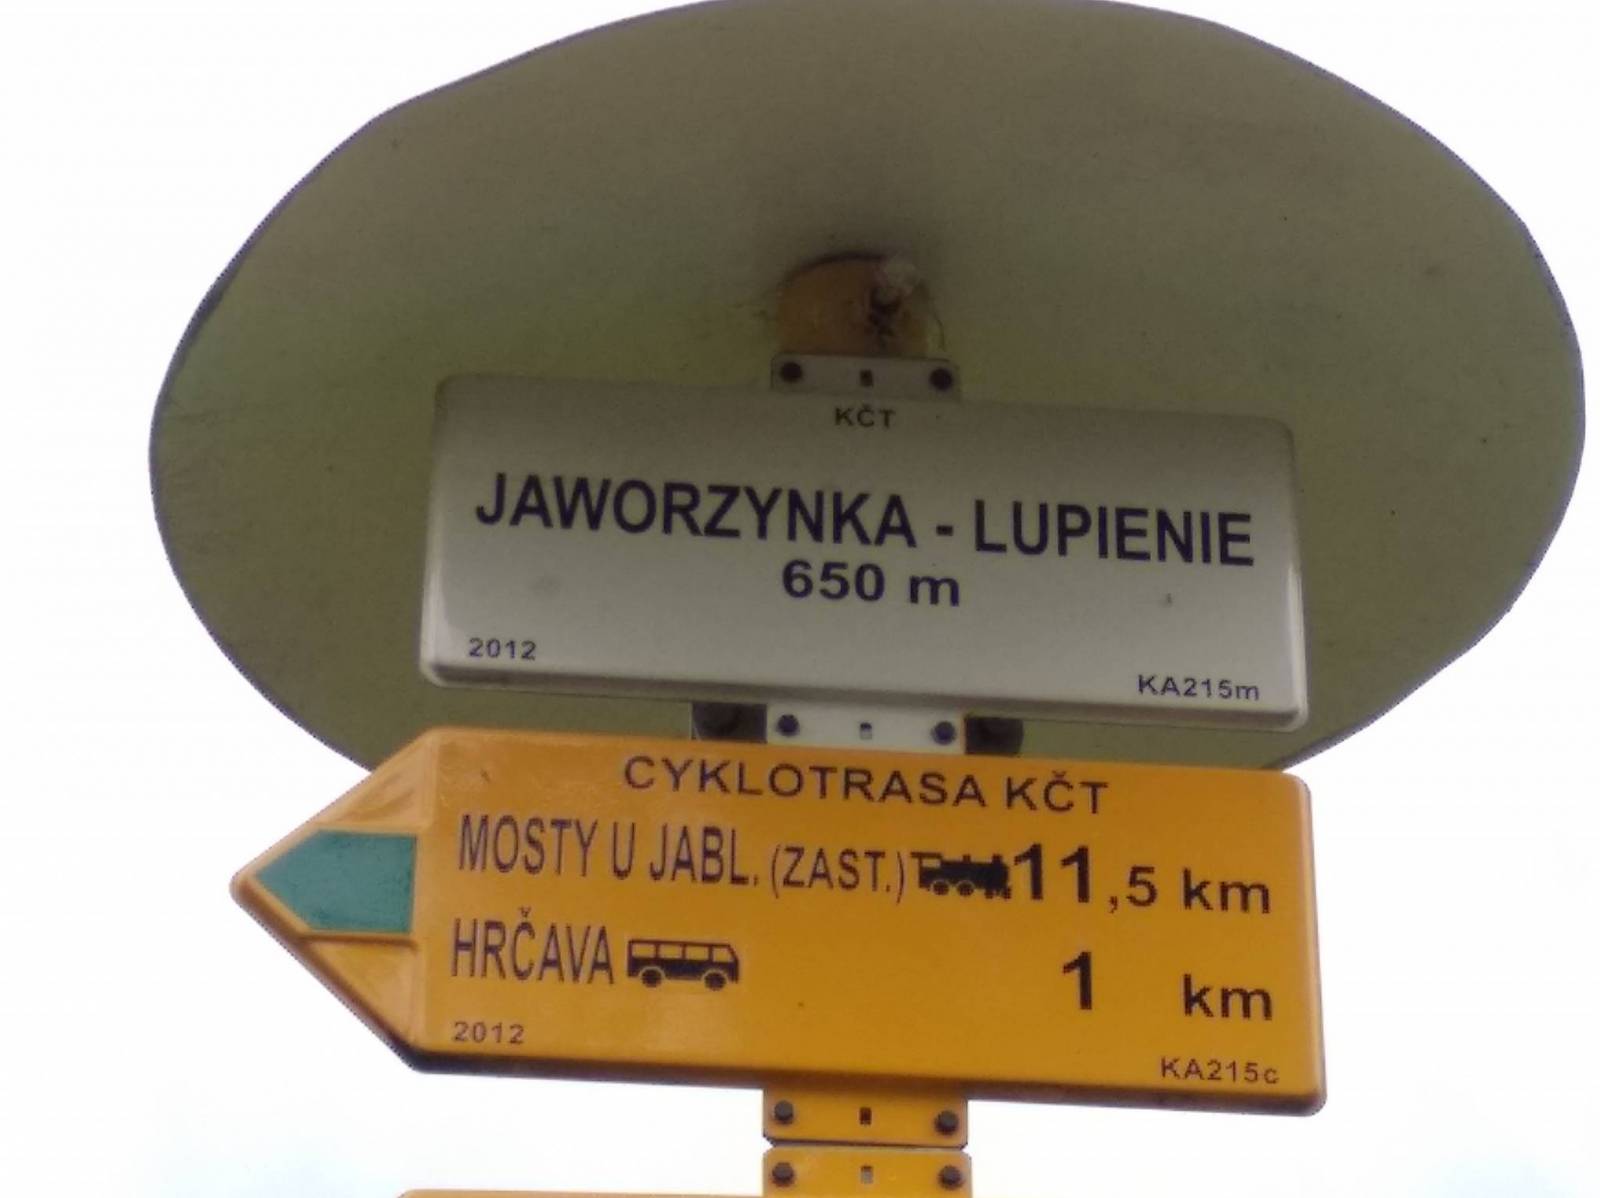 KČT
JAWORZYNKA - LUPIENIE
650 m
2012
KA215m
CYKLOTRASA KČT
MOSTY U JABL. (ZAST.) 11,5 km
HRČAVA 1 km
2012
KA215c